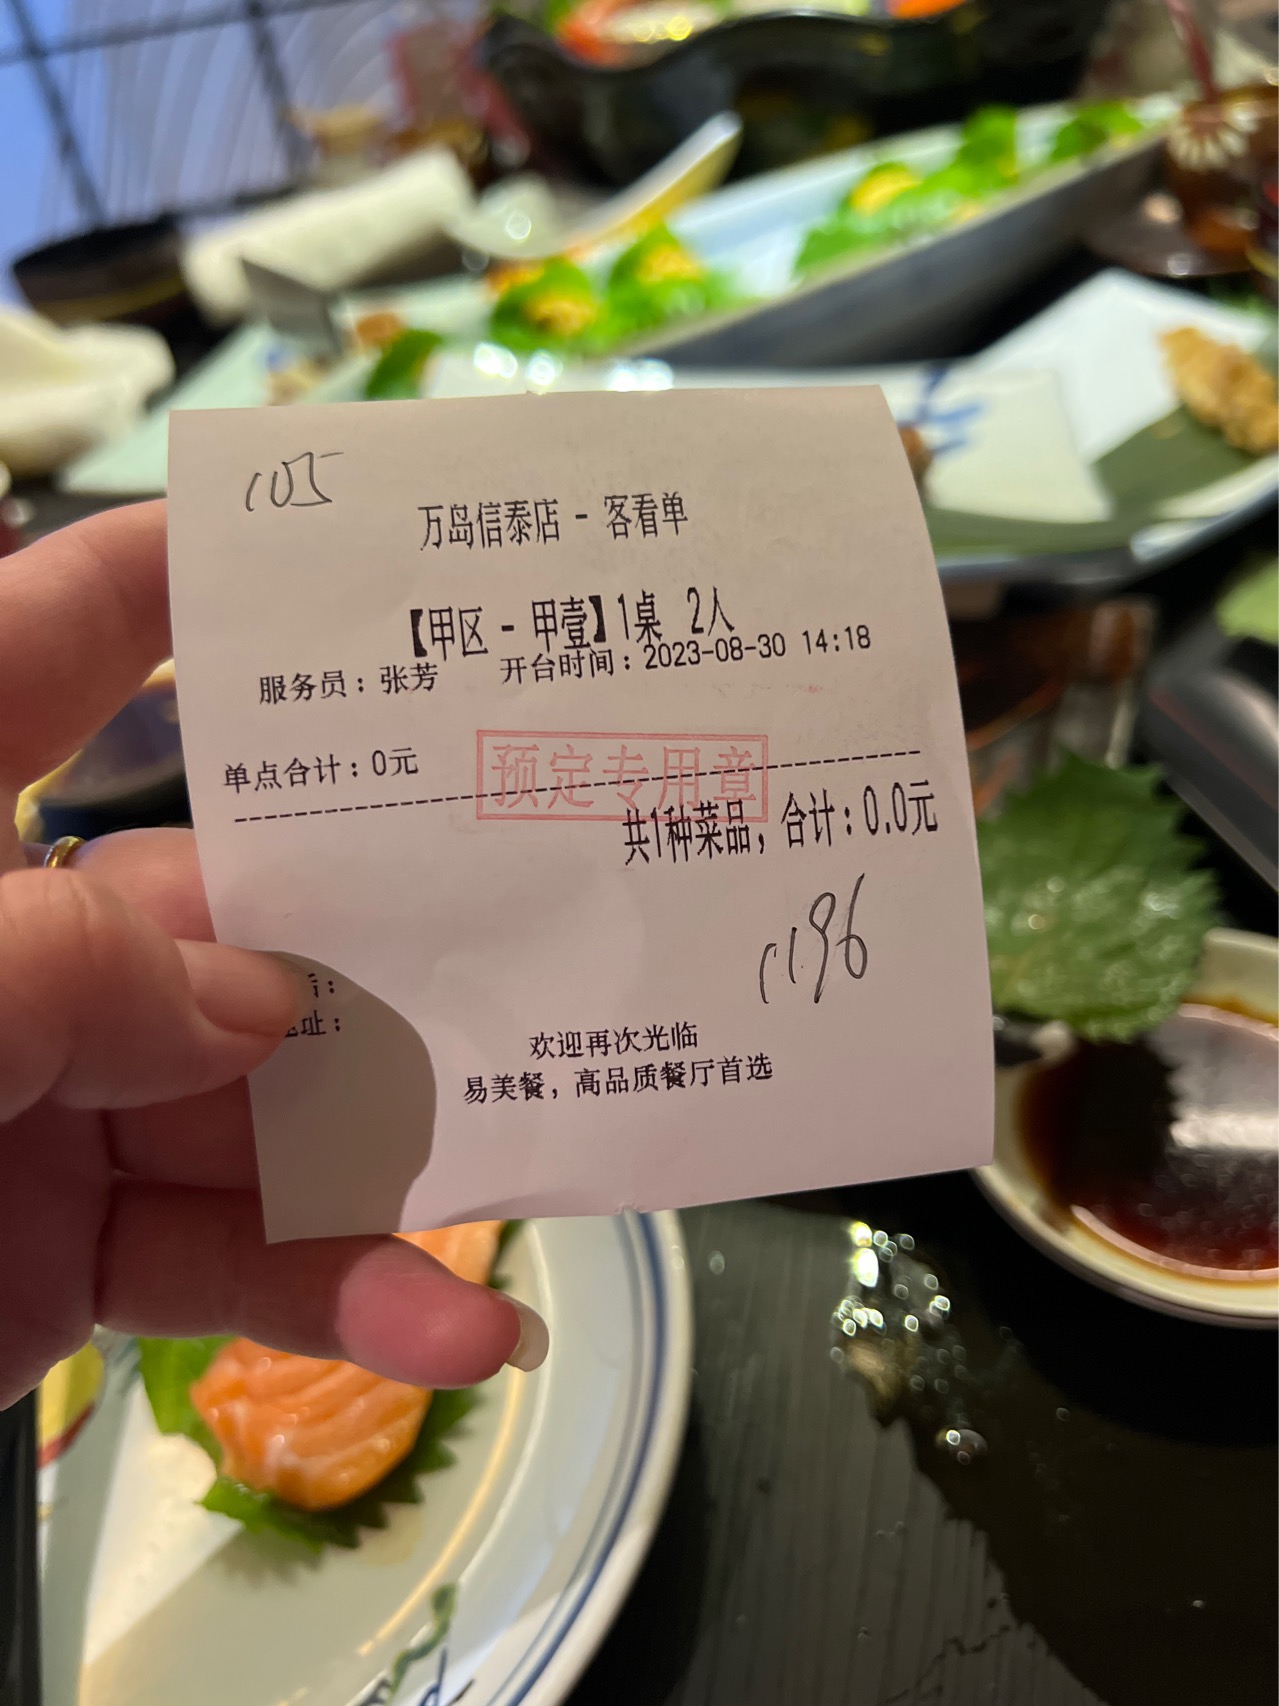 105
万岛信泰店 - 客看单
【甲区 - 甲壹】1桌 2人
服务员：张芳 开台时间：2023-08-30 14:18
单点合计：0元
预定专用章
共1种菜品，合计：0.0元
1196
址：
欢迎再次光临
易美餐，高品质餐厅首选